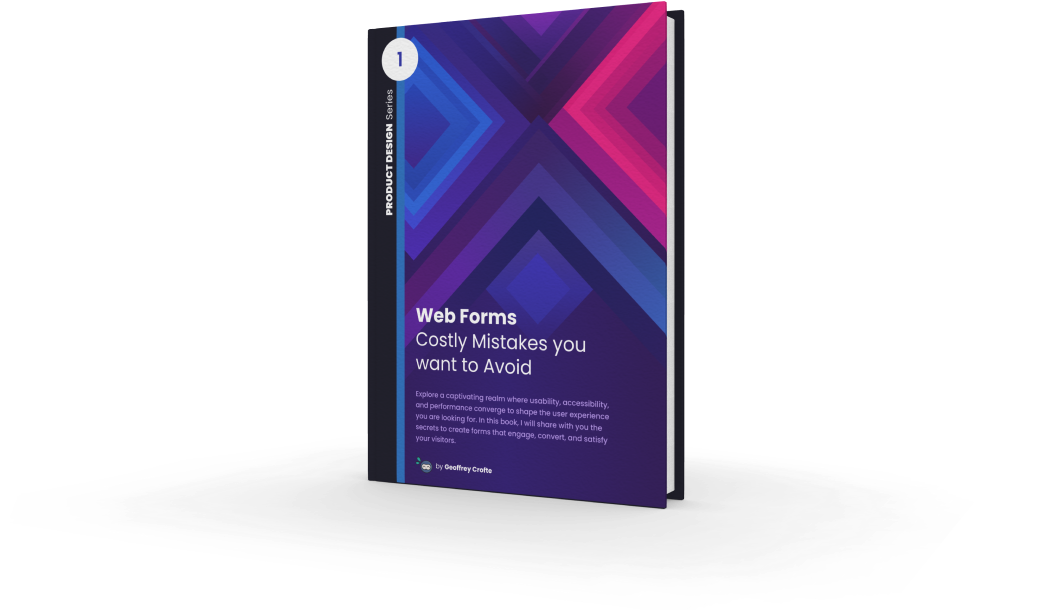 1
PRODUCT DESIGN Series
Web Forms
Costly Mistakes you
want to Avoid
Explore a captivating realm where usability, accessibility,
and performance converge to shape the user experience
you are looking for. In this book, I will share with you the
secrets to create forms that engage, convert, and satisfy
your visitors.
by Geoffrey Crofte